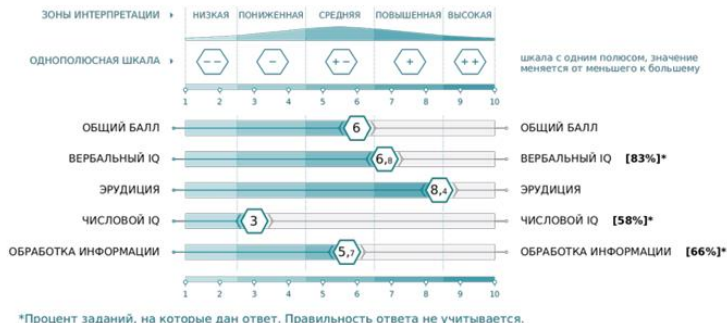 ЗОНЫ ИНТЕРПРЕТАЦИИ НИЗКАЯ ПОНИЖЕННАЯ СРЕДНЯЯ ПОВЫШЕННАЯ ВЫСОКАЯ
ОДНОПОЛЮСНАЯ ШКАЛА -- - +- + ++ шкала с одним полюсом, значение
меняется от меньшего к большему
1 2 3 4 5 6 7 8 9 10
ОБЩИЙ БАЛЛ 6 ОБЩИЙ БАЛЛ
ВЕРБАЛЬНЫЙ IQ 6,8 ВЕРБАЛЬНЫЙ IQ [83%]*
ЭРУДИЦИЯ 8,4 ЭРУДИЦИЯ
ЧИСЛОВОЙ IQ 3 ЧИСЛОВОЙ IQ [58%]*
ОБРАБОТКА ИНФОРМАЦИИ 5,7 ОБРАБОТКА ИНФОРМАЦИИ [66%]*
1 2 3 4 5 6 7 8 9 10
*Процент заданий, на которые дан ответ. Правильность ответа не учитывается.